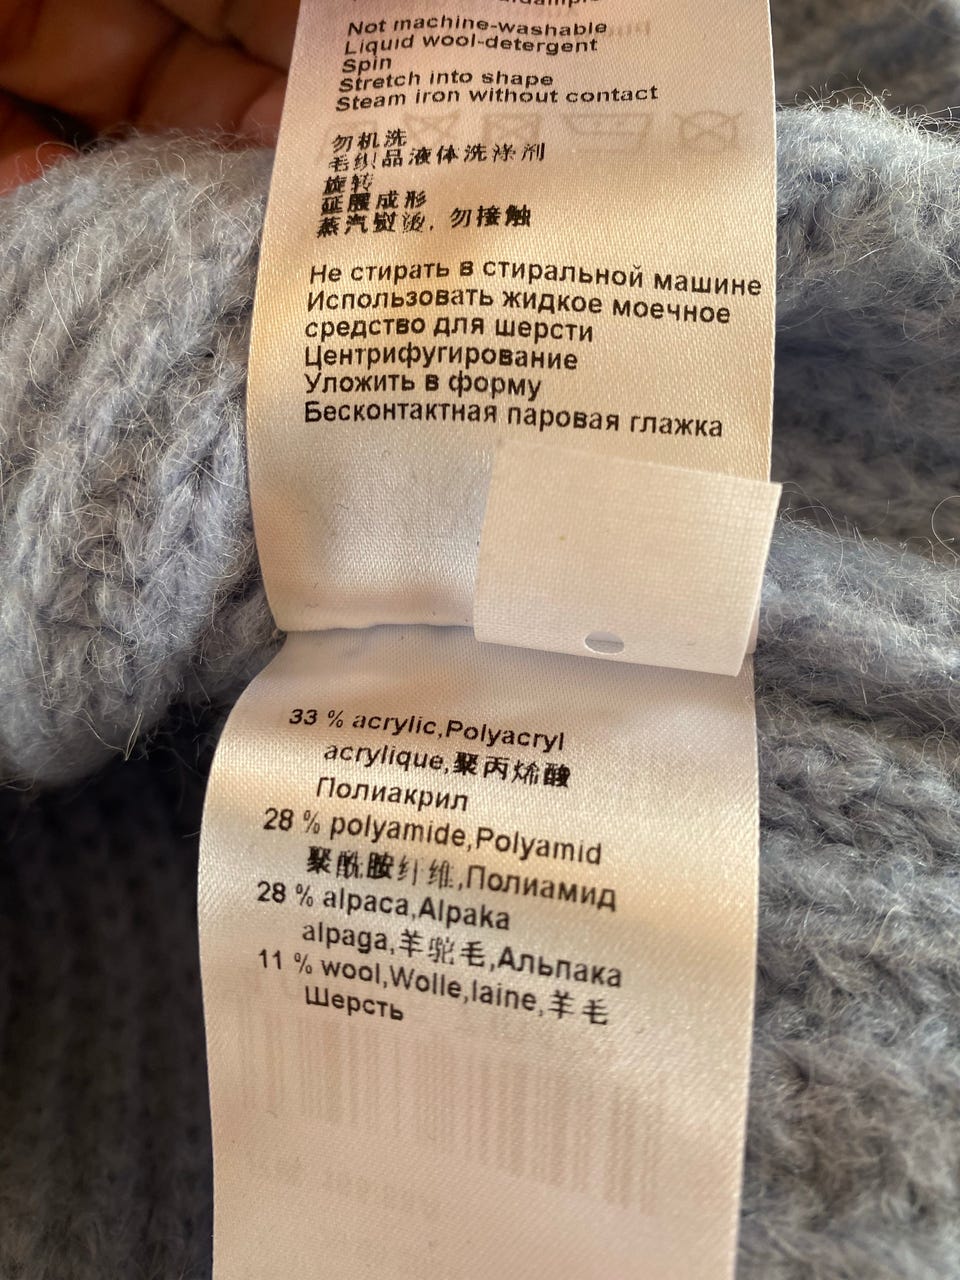 Not machine-washable
Liquid wool-detergent
Spin
Stretch into shape
Steam iron without contact
勿机洗
毛织品液体洗涤剂
旋转
延腰成形
蒸汽熨烫, 勿接触
Не стирать в стиральной машине
Использовать жидкое моечное
средство для шерсти
Центрифугирование
Уложить в форму
Бесконтактная паровая глажка
33 % acrylic,Polyacryl
acrylique,聚丙烯酸
Полиакрил
28 % polyamide,Polyamid
聚酰胺纤维,Полиамид
28 % alpaca,Alpaka
alpaga,羊驼毛,Альпака
11 % wool,Wolle,laine,羊毛
Шерсть